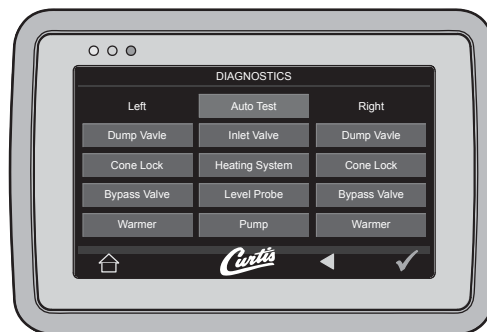 DIAGNOSTICS
Left Auto Test Right
Dump Vavle Inlet Valve Dump Vavle
Cone Lock Heating System Cone Lock
Bypass Valve Level Probe Bypass Valve
Warmer Pump Warmer
Curtis